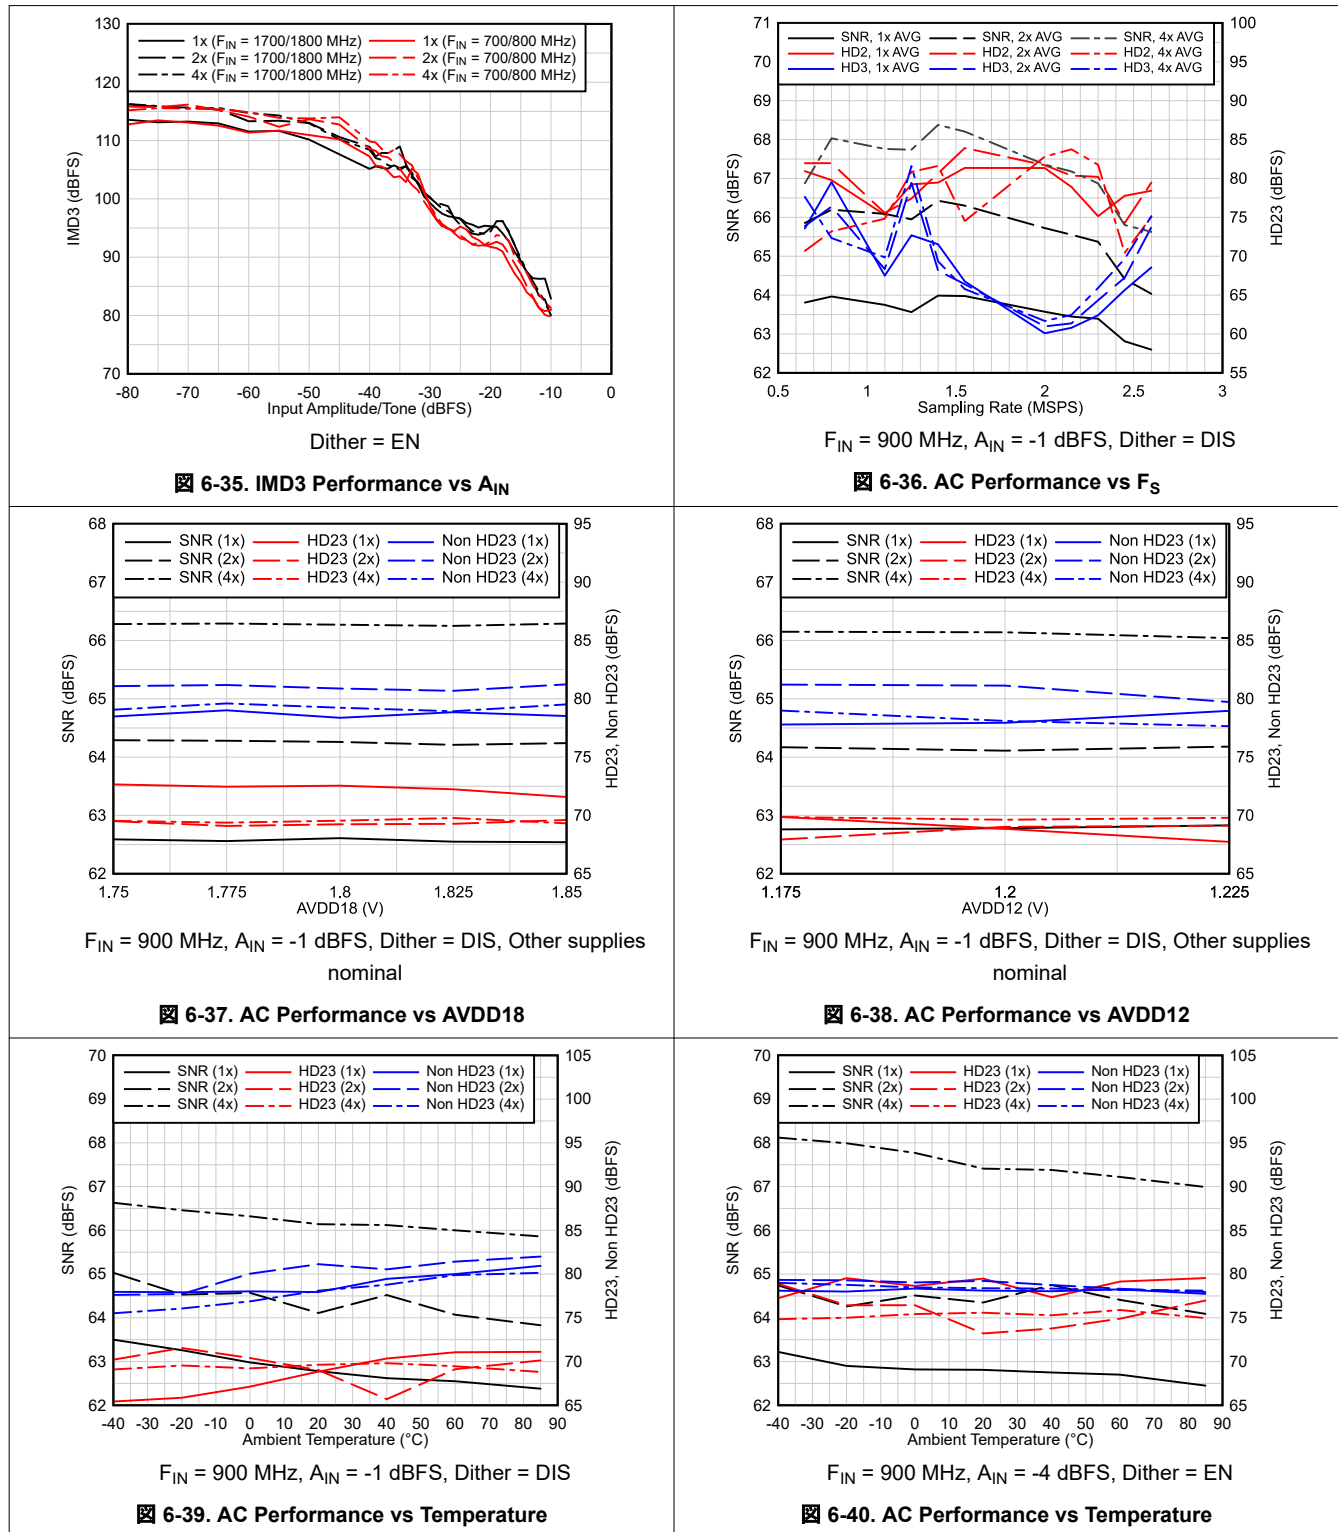 130
120
110
100
90
80
70
IMD3 (dBFS)
1x (FIN = 1700/1800 MHz)
2x (FIN = 1700/1800 MHz)
4x (FIN = 1700/1800 MHz)
1x (FIN = 700/800 MHz)
2x (FIN = 700/800 MHz)
4x (FIN = 700/800 MHz)
-80 -70 -60 -50 -40 -30 -20 -10 0
Input Amplitude/Tone (dBFS)
Dither = EN
図 6-35. IMD3 Performance vs AIN
71
70
69
68
67
66
65
64
63
62
SNR (dBFS)
SNR, 1x AVG SNR, 2x AVG SNR, 4x AVG
HD2, 1x AVG HD2, 2x AVG HD2, 4x AVG
HD3, 1x AVG HD3, 2x AVG HD3, 4x AVG
100
95
90
85
80
75
70
65
60
55
HD23 (dBFS)
0.5 1 1.5 2 2.5 3
Sampling Rate (MSPS)
FIN = 900 MHz, AIN = -1 dBFS, Dither = DIS
図 6-36. AC Performance vs FS
68
67
66
65
64
63
62
SNR (dBFS)
SNR (1x) HD23 (1x) Non HD23 (1x)
SNR (2x) HD23 (2x) Non HD23 (2x)
SNR (4x) HD23 (4x) Non HD23 (4x)
95
90
85
80
75
70
65
HD23, Non HD23 (dBFS)
1.75 1.775 1.8 1.825 1.85
AVDD18 (V)
FIN = 900 MHz, AIN = -1 dBFS, Dither = DIS, Other supplies
nominal
図 6-37. AC Performance vs AVDD18
68
67
66
65
64
63
62
SNR (dBFS)
SNR (1x) HD23 (1x) Non HD23 (1x)
SNR (2x) HD23 (2x) Non HD23 (2x)
SNR (4x) HD23 (4x) Non HD23 (4x)
95
90
85
80
75
70
65
HD23, Non HD23 (dBFS)
1.175 1.2 1.225
AVDD12 (V)
FIN = 900 MHz, AIN = -1 dBFS, Dither = DIS, Other supplies
nominal
図 6-38. AC Performance vs AVDD12
70
69
68
67
66
65
64
63
62
SNR (dBFS)
SNR (1x) HD23 (1x) Non HD23 (1x)
SNR (2x) HD23 (2x) Non HD23 (2x)
SNR (4x) HD23 (4x) Non HD23 (4x)
105
100
95
90
85
80
75
70
65
HD23, Non HD23 (dBFS)
-40 -30 -20 -10 0 10 20 30 40 50 60 70 80 90
Ambient Temperature (°C)
FIN = 900 MHz, AIN = -1 dBFS, Dither = DIS
図 6-39. AC Performance vs Temperature
70
69
68
67
66
65
64
63
62
SNR (dBFS)
SNR (1x) HD23 (1x) Non HD23 (1x)
SNR (2x) HD23 (2x) Non HD23 (2x)
SNR (4x) HD23 (4x) Non HD23 (4x)
105
100
95
90
85
80
75
70
65
HD23, Non HD23 (dBFS)
-40 -30 -20 -10 0 10 20 30 40 50 60 70 80 90
Ambient Temperature (°C)
FIN = 900 MHz, AIN = -4 dBFS, Dither = EN
図 6-40. AC Performance vs Temperature